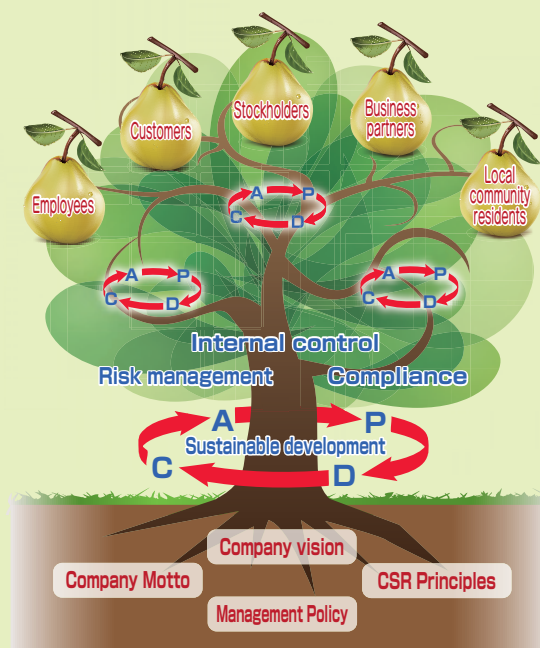 Stockholders
Customers
Business
partners
Employees
Local
community
residents
A P
C D
A P
C D
A P
C D
Internal control
Risk management
Compliance
A P
Sustainable development
C D
Company vision
Company Motto
CSR Principles
Management Policy